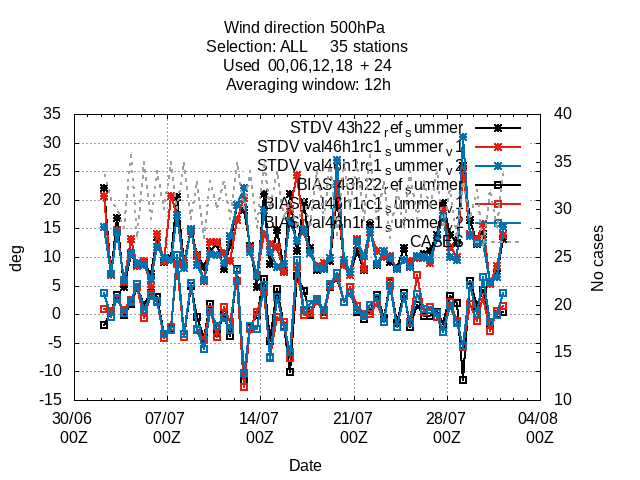 Wind direction 500hPa
Selection: ALL 35 stations
Used 00,06,12,18 + 24
Averaging window: 12h
STDV 43h22_ref_summer
STDV val46h1rc1_summer_v1
STDV val46h1rc1_summer_v2
BIAS 43h22_ref_summer
BIAS val46h1rc1_summer_v1
BIAS val46h1rc1_summer_v2
CASES
35
30
25
20
15
10
5
0
-5
-10
-15
deg
40
35
30
25
20
15
10
No cases
30/06 07/07 14/07 21/07 28/07 04/08
00Z 00Z 00Z 00Z 00Z 00Z
Date